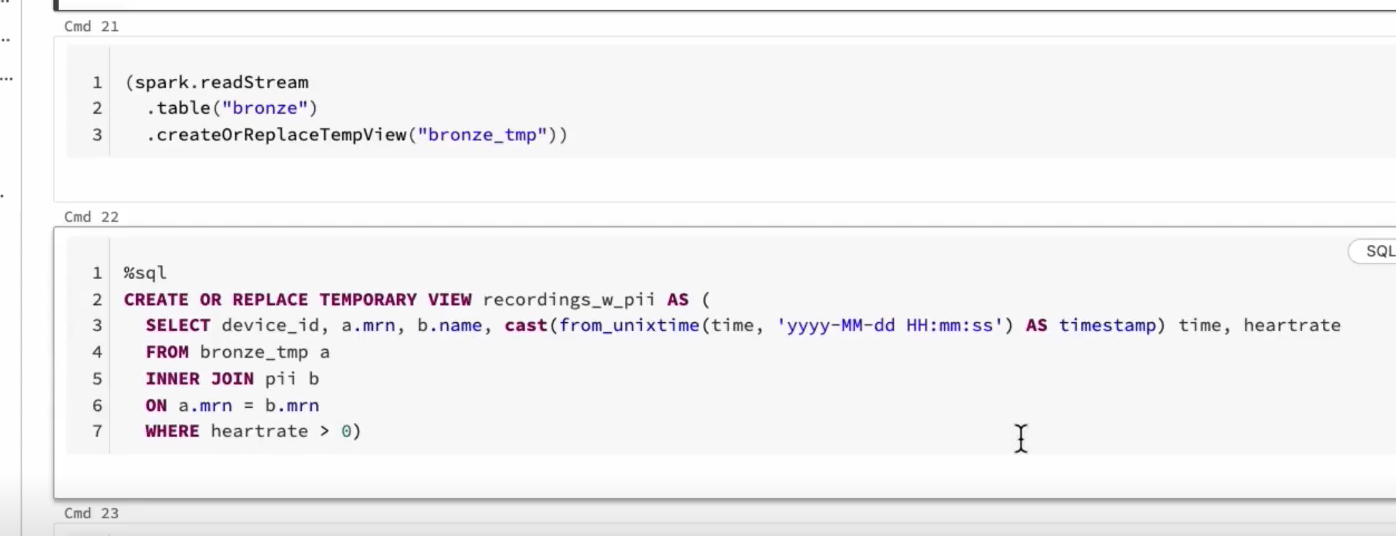 Cmd 21
1 (spark.readStream
2   .table("bronze")
3   .createOrReplaceTempView("bronze_tmp"))
Cmd 22
SQL
1 %sql
2 CREATE OR REPLACE TEMPORARY VIEW recordings_w_pii AS (
3   SELECT device_id, a.mrn, b.name, cast(from_unixtime(time, 'yyyy-MM-dd HH:mm:ss') AS timestamp) time, heartrate
4   FROM bronze_tmp a
5   INNER JOIN pii b
6   ON a.mrn = b.mrn
7   WHERE heartrate > 0)
Cmd 23